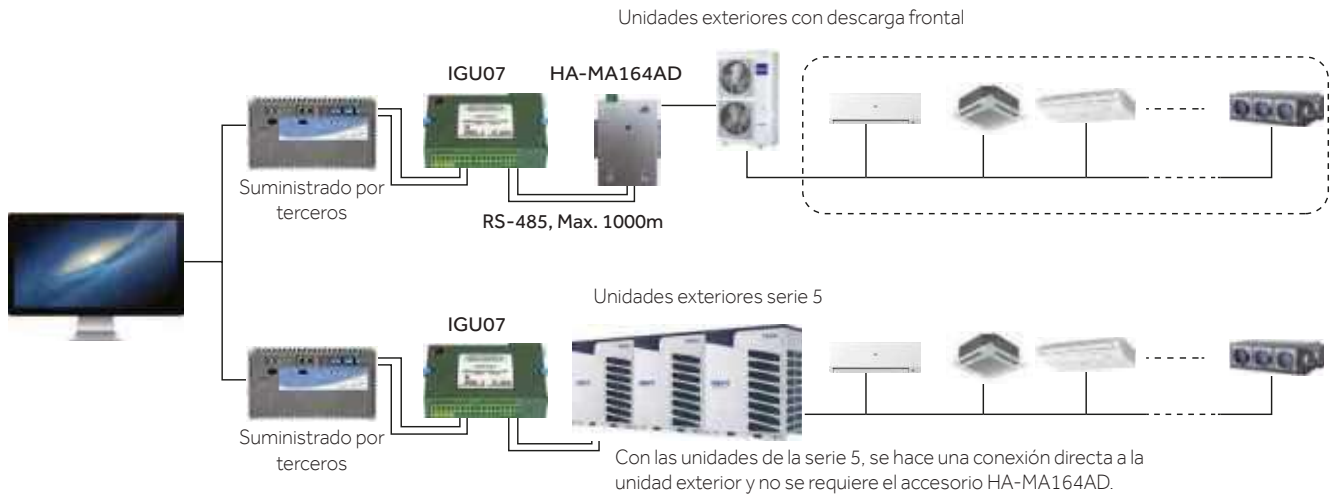 Unidades exteriores con descarga frontal
IGU07
HA-MA164AD
Suministrado por
terceros
RS-485, Max. 1000m
Unidades exteriores serie 5
IGU07
Suministrado por
terceros
Con las unidades de la serie 5, se hace una conexión directa a la
unidad exterior y no se requiere el accesorio HA-MA164AD.